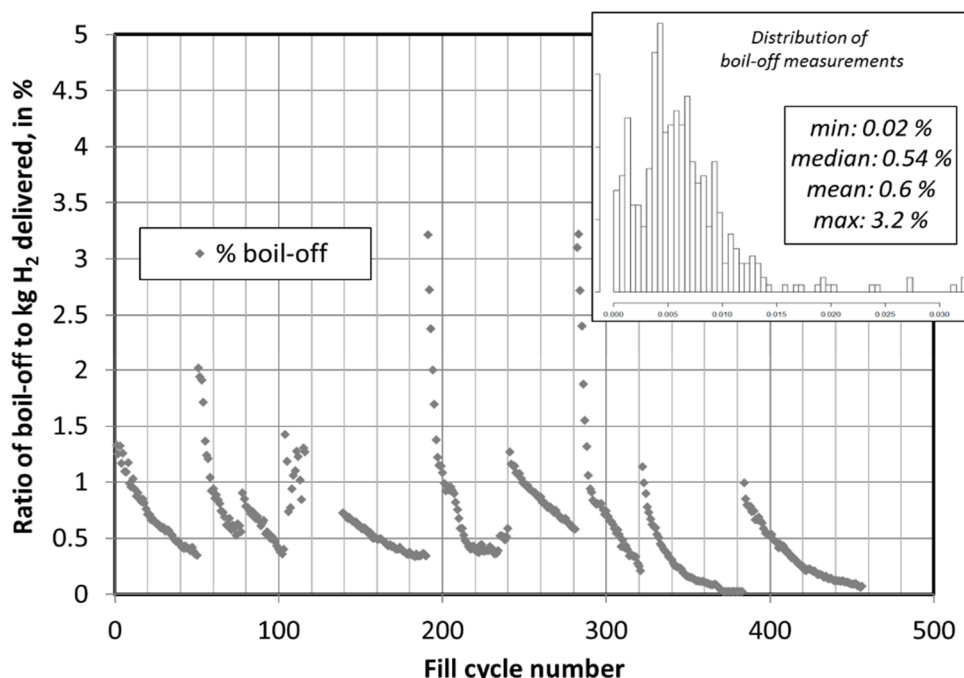 Ratio of boil-off to kg H₂ delivered, in %
5
4.5
4
3.5
3
2.5
2
1.5
1
0.5
0
% boil-off
Distribution of
boil-off measurements
min: 0.02 %
median: 0.54 %
mean: 0.6 %
max: 3.2 %
0.000 0.005 0.010 0.015 0.020 0.025 0.030
0 100 200 300 400 500
Fill cycle number